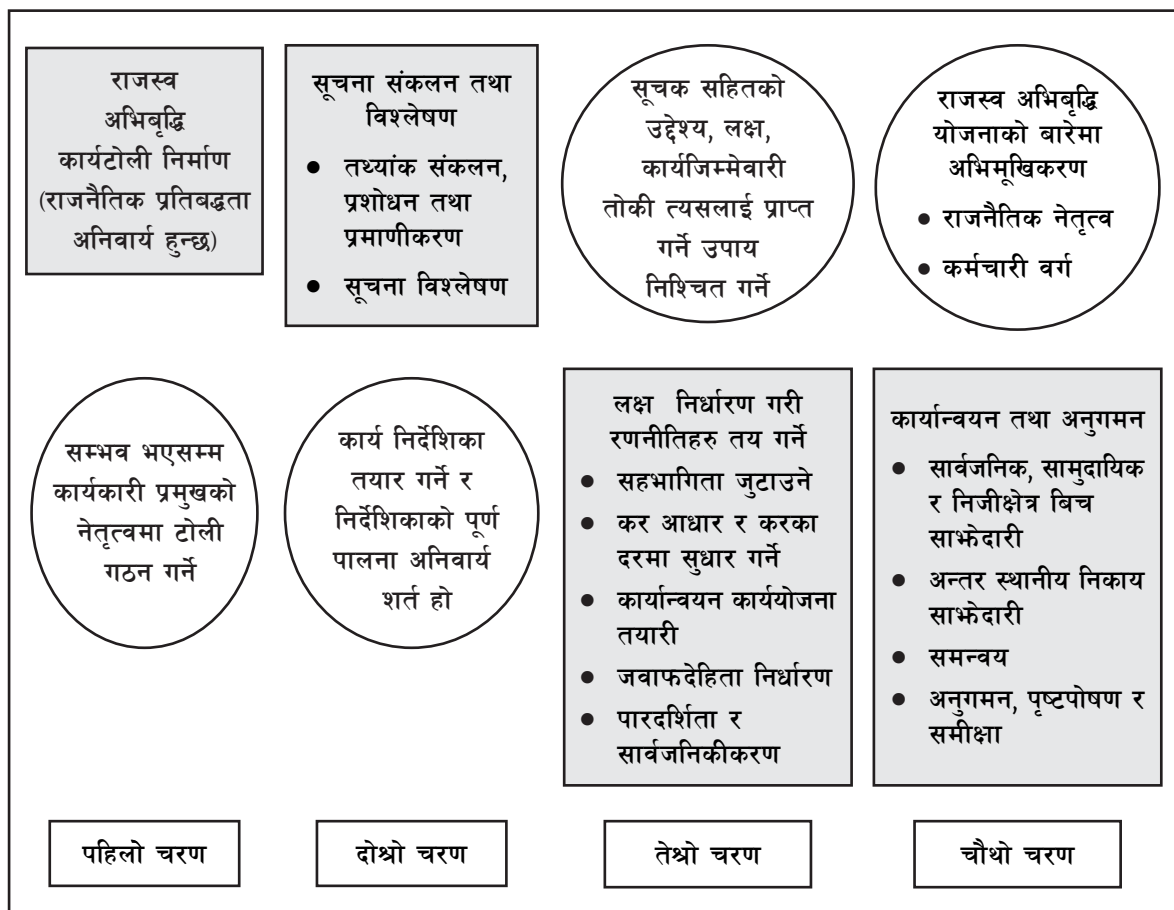 राजस्व
अभिबृद्धि
कार्यटोली निर्माण
(राजनैतिक प्रतिबद्धता
अनिवार्य हुन्छ)
सूचना संकलन तथा
विश्लेषण
● तथ्यांक संकलन,
प्रशोधन तथा
प्रमाणीकरण
● सूचना विश्लेषण
सूचक सहितको
उद्देश्य, लक्ष,
कार्यजिम्मेवारी
तोकी त्यसलाई प्राप्त
गर्ने उपाय
निश्चित गर्ने
राजस्व अभिबृद्धि
योजनाको बारेमा
अभिमूखिकरण
● राजनैतिक नेतृत्व
● कर्मचारी वर्ग
सम्भव भएसम्म
कार्यकारी प्रमुखको
नेतृत्वमा टोली
गठन गर्ने
कार्य निर्देशिका
तयार गर्ने र
निर्देशिकाको पूर्ण
पालना अनिवार्य
शर्त हो
लक्ष निर्धारण गरी
रणनीतिहरु तय गर्ने
● सहभागिता जुटाउने
● कर आधार र करका
दरमा सुधार गर्ने
● कार्यान्वयन कार्ययोजना
तयारी
● जवाफदेहिता निर्धारण
● पारदर्शिता र
सार्वजनिकीकरण
कार्यान्वयन तथा अनुगमन
● सार्वजनिक, सामुदायिक
र निजीक्षेत्र बिच
साझेदारी
● अन्तर स्थानीय निकाय
साझेदारी
● समन्वय
● अनुगमन, पृष्टपोषण र
समीक्षा
पहिलो चरण
दोश्रो चरण
तेश्रो चरण
चौथो चरण